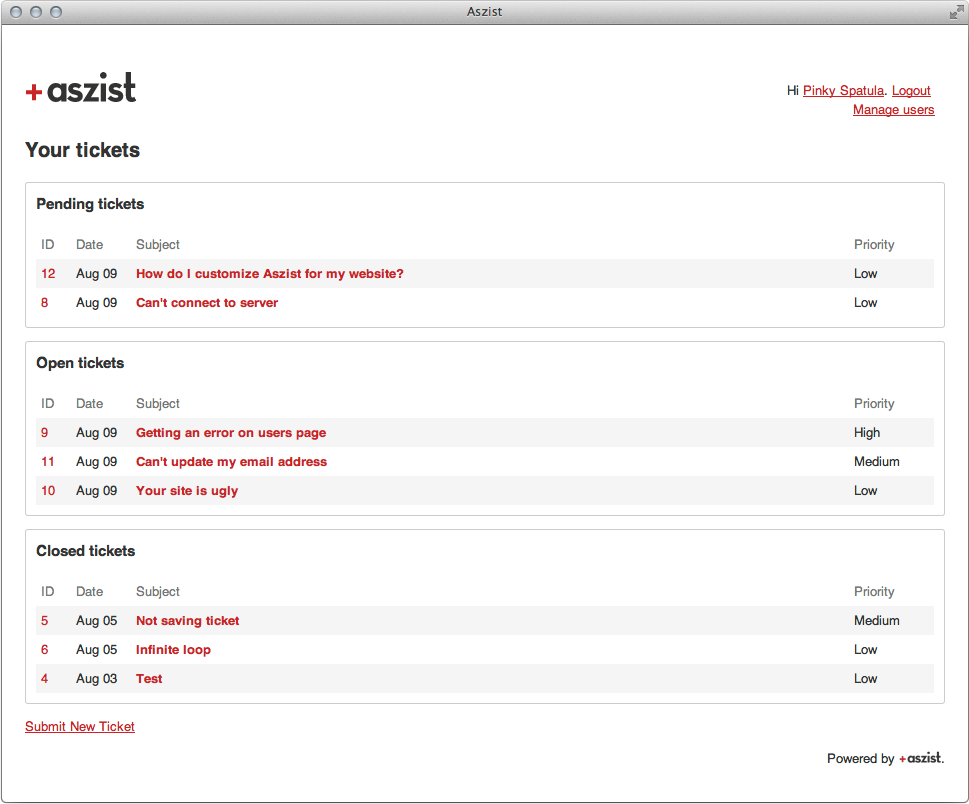 Aszist
+aszist
Hi Pinky Spatula. Logout
Manage users
Your tickets
Pending tickets
ID Date Subject Priority
12 Aug 09 How do I customize Aszist for my website? Low
8 Aug 09 Can't connect to server Low
Open tickets
ID Date Subject Priority
9 Aug 09 Getting an error on users page High
11 Aug 09 Can't update my email address Medium
10 Aug 09 Your site is ugly Low
Closed tickets
ID Date Subject Priority
5 Aug 05 Not saving ticket Medium
6 Aug 05 Infinite loop Low
4 Aug 03 Test Low
Submit New Ticket
Powered by +aszist.